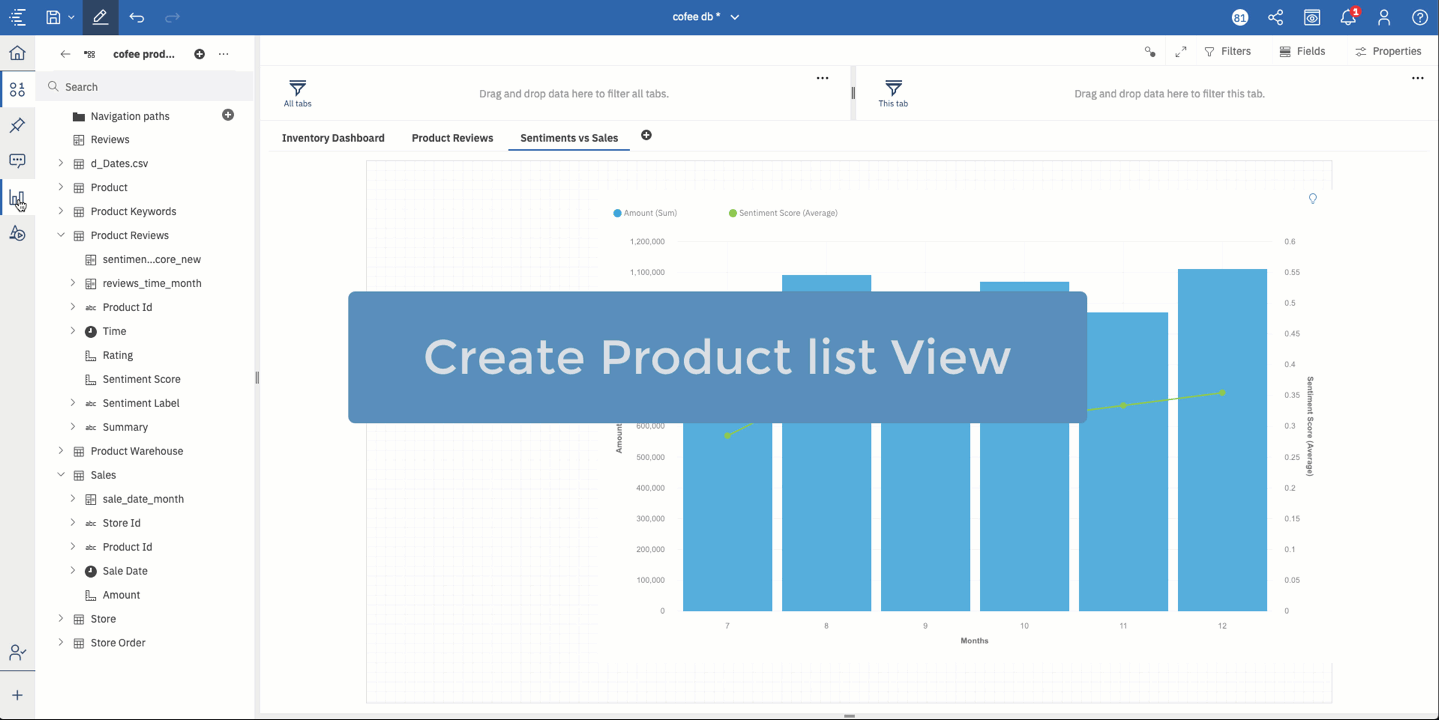 cofee db *
81
1
cofee prod...
Filters
Fields
Properties
Search
All tabs
Drag and drop data here to filter all tabs.
This tab
Drag and drop data here to filter this tab.
Navigation paths
Reviews
d_Dates.csv
Product
Product Keywords
Product Reviews
sentimen...core_new
reviews_time_month
abc Product Id
Time
Rating
Sentiment Score
abc Sentiment Label
abc Summary
Product Warehouse
Sales
sale_date_month
abc Store Id
abc Product Id
Sale Date
Amount
Store
Store Order
Inventory Dashboard
Product Reviews
Sentiments vs Sales
Amount (Sum)
Sentiment Score (Average)
1,200,000
1,100,000
600,000
500,000
400,000
300,000
200,000
100,000
0
Amount
Create Product list View
0.6
0.55
0.5
0.45
0.4
0.35
0.3
0.25
0.2
0.15
0.1
0.05
0
Sentiment Score (Average)
7
8
9
10
11
12
Months